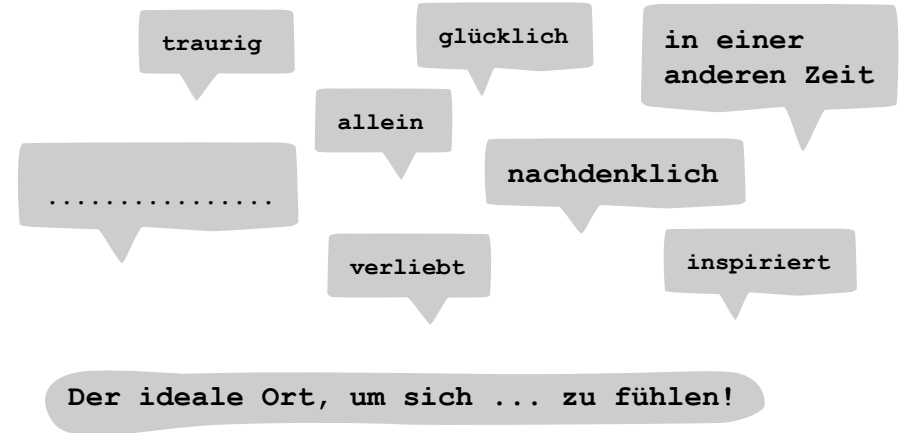 traurig
glücklich
in einer
anderen Zeit
allein
nachdenklich
................
verliebt
inspiriert
Der ideale Ort, um sich ... zu fühlen!